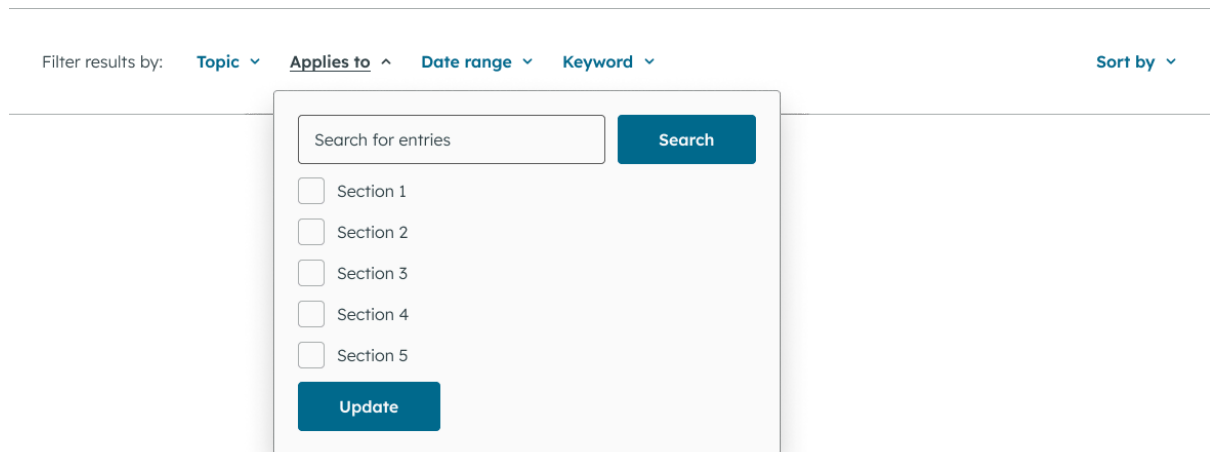 Filter results by: Topic Applies to Date range Keyword Sort by
Search for entries Search
Section 1
Section 2
Section 3
Section 4
Section 5
Update